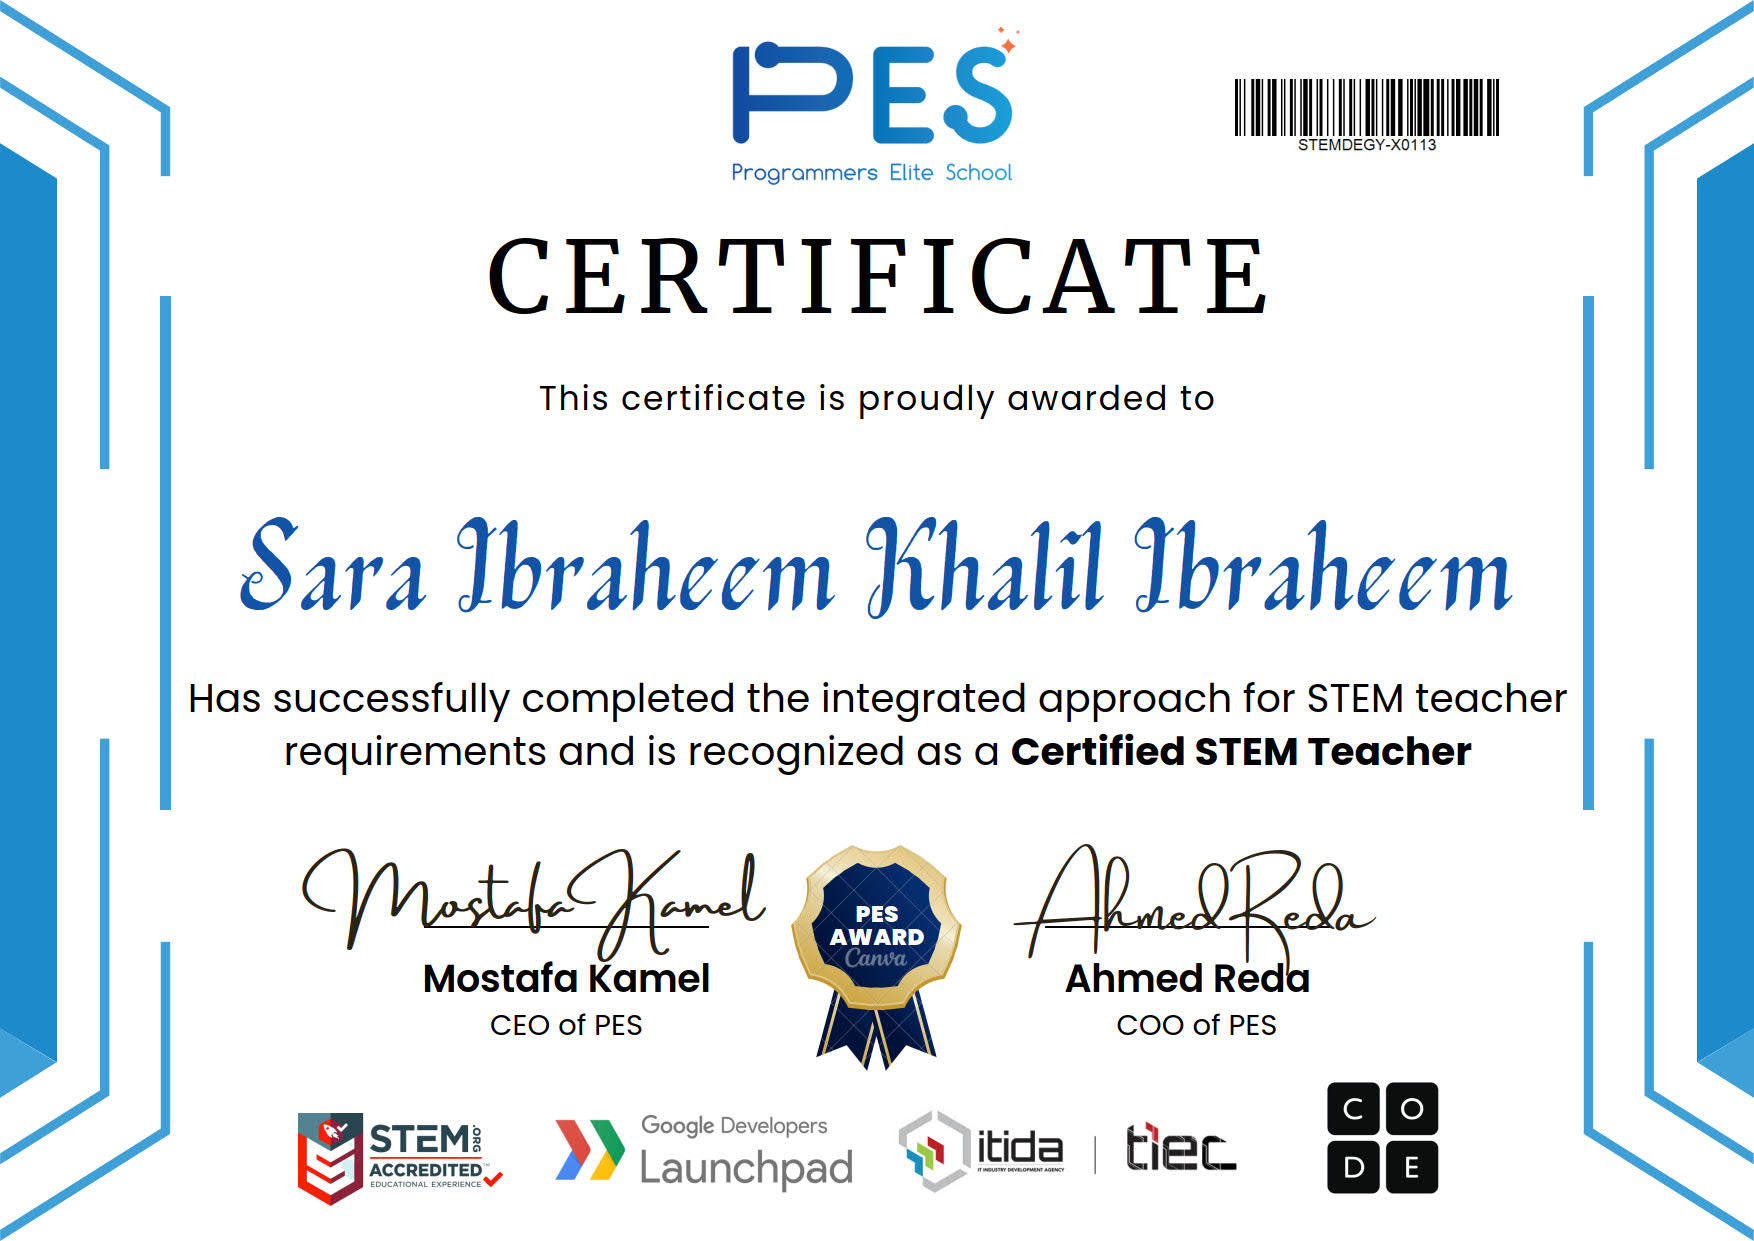 PES
Programmers Elite School
STEMDEGY-X0113
CERTIFICATE
This certificate is proudly awarded to
Sara Ibraheem Khalil Ibraheem
Has successfully completed the integrated approach for STEM teacher
requirements and is recognized as a Certified STEM Teacher
Mostafa Kamel
Ahmed Reda
PES
AWARD
Canva
Mostafa Kamel
CEO of PES
Ahmed Reda
COO of PES
STEM.ORG
ACCREDITED™
EDUCATIONAL EXPERIENCE
Google Developers
Launchpad
itida
IT INDUSTRY DEVELOPMENT AGENCY
tiec
CO
DE